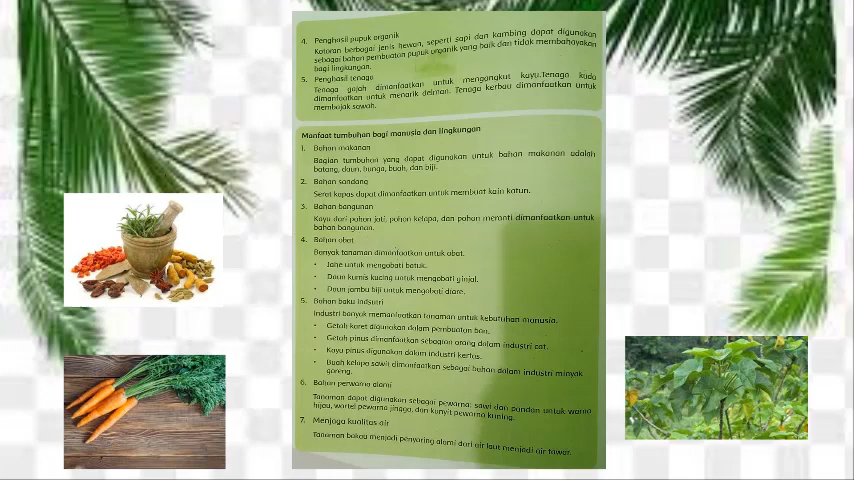 4. Penghasil pupuk organik
Kotoran berbagai jenis hewan, seperti sapi dan kambing dapat digunakan
sebagai bahan pembuatan pupuk organik yang baik dan tidak membahayakan
bagi lingkungan.
5. Penghasil tenaga
Tenaga gajah dimanfaatkan untuk mengangkut kayu.Tenaga kuda
dimanfaatkan untuk menarik delman. Tenaga kerbau dimanfaatkan untuk
membajak sawah.
Manfaat tumbuhan bagi manusia dan lingkungan
1. Bahan makanan
Bagian tumbuhan yang dapat digunakan untuk bahan makanan adalah
batang, daun, bunga, buah, dan biji.
2. Bahan sandang
Serat kapas dapat dimanfaatkan untuk membuat kain katun.
3. Bahan bangunan
Kayu dari pohon jati, pohon kelapa, dan pohon meranti dimanfaatkan untuk
bahan bangunan.
4. Bahan obat
Banyak tanaman dimanfaatkan untuk obat.
• Jahe untuk mengobati batuk.
• Daun kumis kucing untuk mengobati ginjal.
• Daun jambu biji untuk mengobati diare.
5. Bahan baku indsutri
Industri banyak memanfaatkan tanaman untuk kebutuhan manusia.
• Getah karet digunakan dalam pembuatan ban.
• Getah pinus dimanfaatkan sebagian orang dalam industri cat.
• Kayu pinus digunakan dalam industri kertas.
• Buah kelapa sawit dimanfaatkan sebagai bahan dalam industri minyak
goreng.
6. Bahan perwarna alami
Tanaman dapat digunakan sebagai pewarna: sawi dan pandan untuk warna
hijau, wortel pewarna jingga, dan kunyit pewarna kuning.
7. Menjaga kualitas air
Tanaman bakau menjadi penyaring alami dari air laut menjadi air tawar.